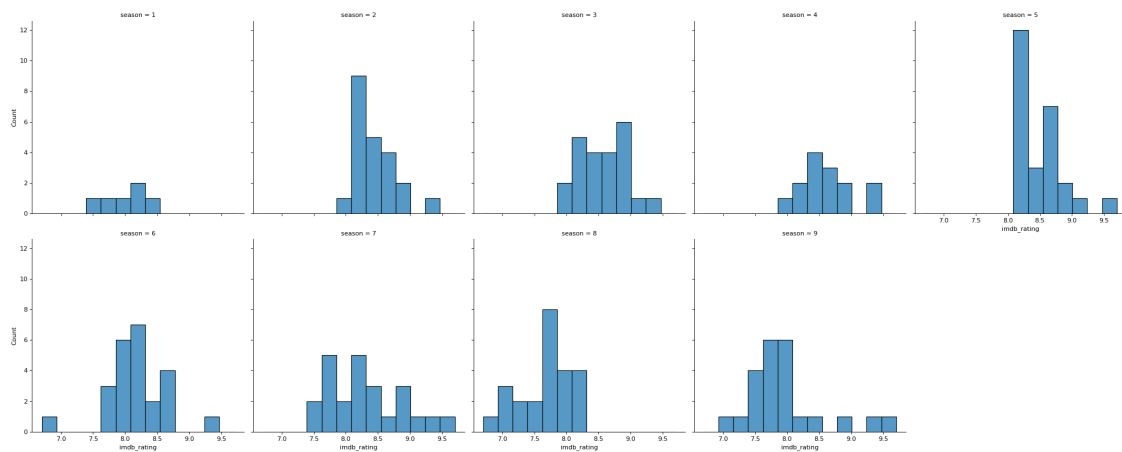 season = 1
season = 2
season = 3
season = 4
season = 5
12
10
8
6
4
2
0
Count
7.0 7.5 8.0 8.5 9.0 9.5
imdb_rating
season = 6
season = 7
season = 8
season = 9
12
10
8
6
4
2
0
Count
7.0 7.5 8.0 8.5 9.0 9.5
imdb_rating
7.0 7.5 8.0 8.5 9.0 9.5
imdb_rating
7.0 7.5 8.0 8.5 9.0 9.5
imdb_rating
7.0 7.5 8.0 8.5 9.0 9.5
imdb_rating